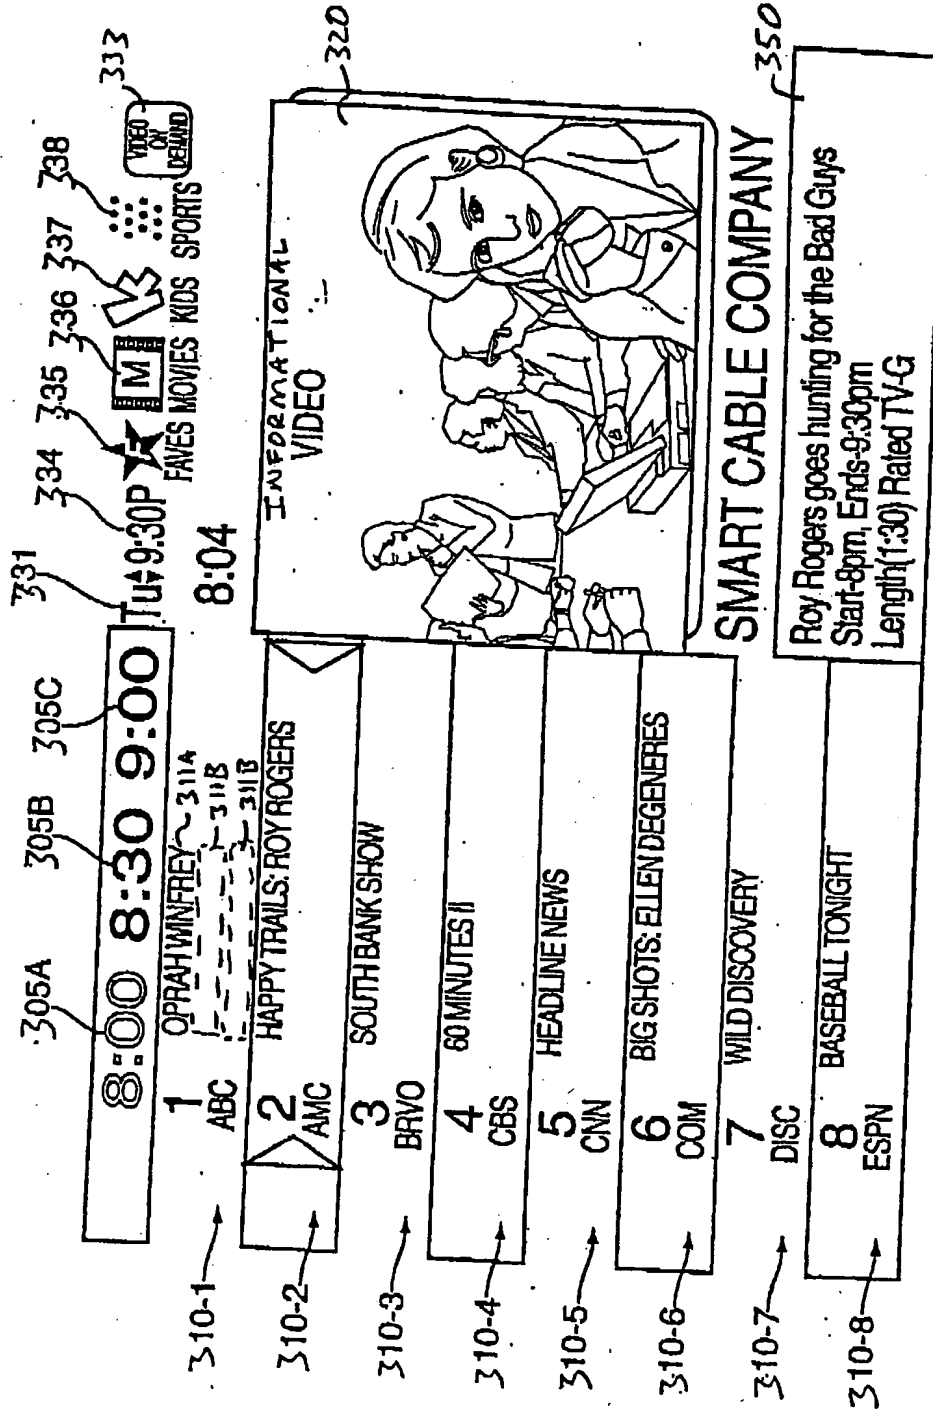 305A
305B
305C
331
334
335
336
337
338
333
8:00 8:30 9:00
Tu 9:30P
F
M
VIDEO
ON
DEMAND
FAVES MOVIES KIDS SPORTS
8:04
310-1
1
ABC
OPRAH WINFREY
311A
311B
311B
310-2
2
AMC
HAPPY TRAILS: ROY ROGERS
310-3
3
BRVO
SOUTH BANK SHOW
310-4
4
CBS
60 MINUTES II
310-5
5
CNN
HEADLINE NEWS
310-6
6
COM
BIG SHOTS: ELLEN DEGENERES
310-7
7
DISC
WILD DISCOVERY
310-8
8
ESPN
BASEBALL TONIGHT
INFORMATIONAL
VIDEO
320
SMART CABLE COMPANY
350
Roy Rogers goes hunting for the Bad Guys
Start-8pm, Ends-9:30pm
Length(1:30) Rated TV-G